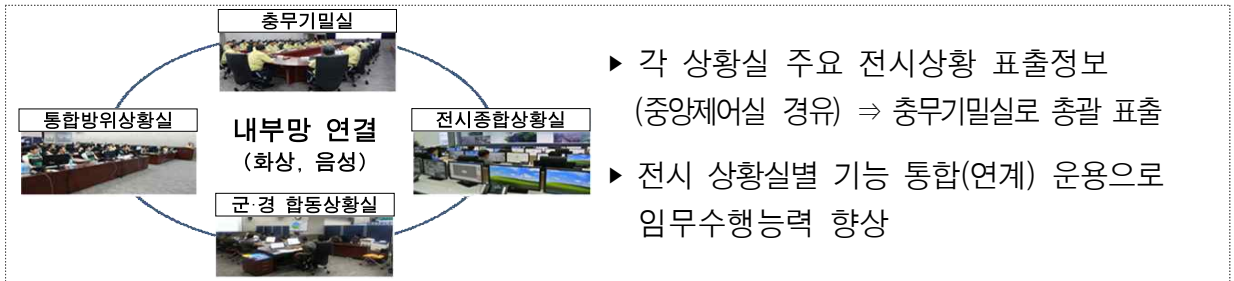 충무기밀실
통합방위상황실
내부망 연결
(화상, 음성)
전시종합상황실
군·경 합동상황실
▶ 각 상황실 주요 전시상황 표출정보
(중앙제어실 경유) ⇒ 충무기밀실로 총괄 표출
▶ 전시 상황실별 기능 통합(연계) 운용으로
임무수행능력 향상